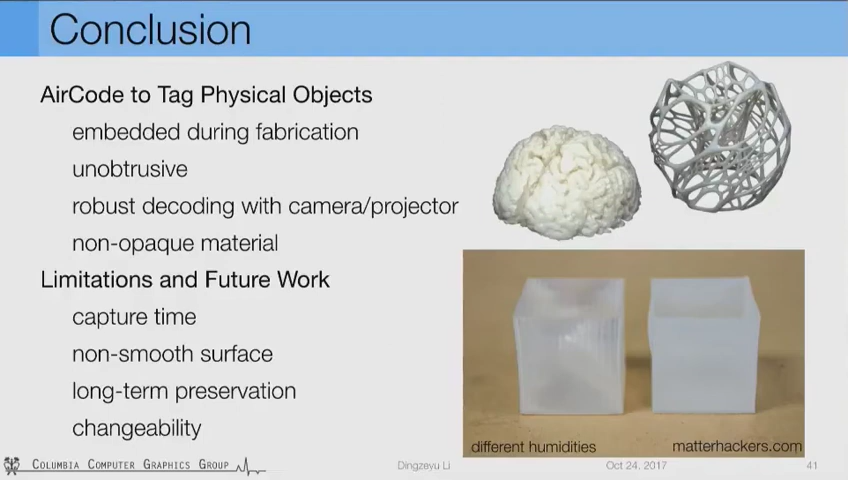 Conclusion
AirCode to Tag Physical Objects
embedded during fabrication
unobtrusive
robust decoding with camera/projector
non-opaque material
Limitations and Future Work
capture time
non-smooth surface
long-term preservation
changeability
different humidities
matterhackers.com
Columbia Computer Graphics Group
Dingzeyu Li
Oct 24, 2017
41